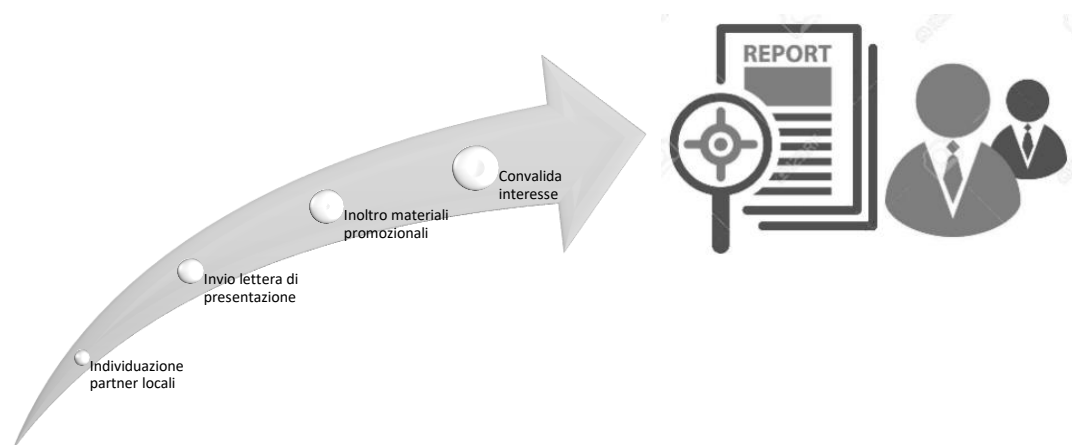 REPORT
Convalida
interesse
Inoltro materiali
promozionali
Invio lettera di
presentazione
Individuazione
partner locali